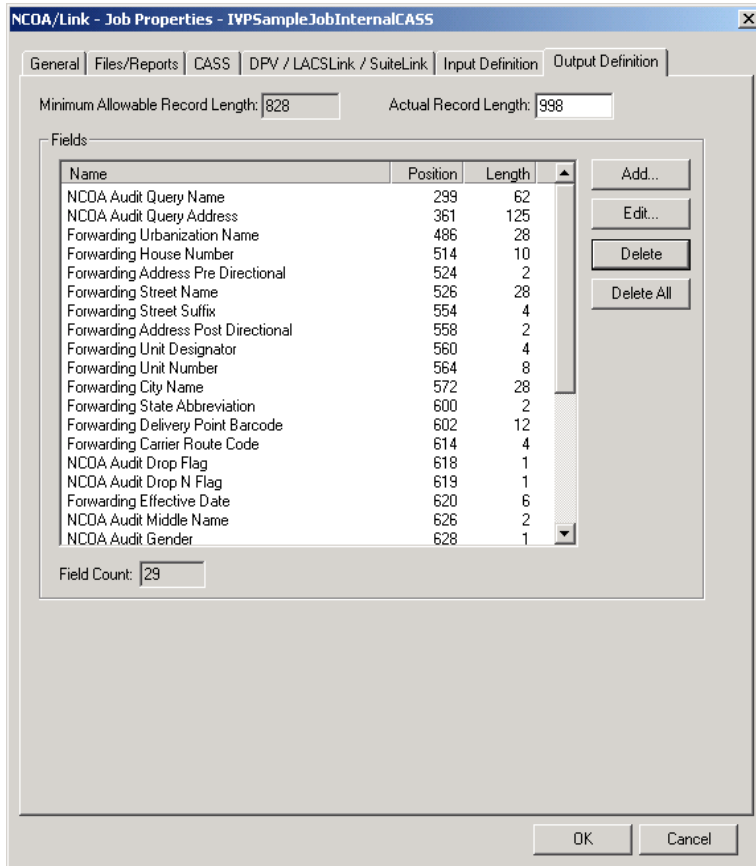 NCOA/Link - Job Properties - IVPSampleJobInternalCASS
General Files/Reports CASS DPV / LACSLink / SuiteLink Input Definition Output Definition
Minimum Allowable Record Length: 828 Actual Record Length: 998
Fields
Name Position Length
NCOA Audit Query Name 299 62
NCOA Audit Query Address 361 125
Forwarding Urbanization Name 486 28
Forwarding House Number 514 10
Forwarding Address Pre Directional 524 2
Forwarding Street Name 526 28
Forwarding Street Suffix 554 4
Forwarding Address Post Directional 558 2
Forwarding Unit Designator 560 4
Forwarding Unit Number 564 8
Forwarding City Name 572 28
Forwarding State Abbreviation 600 2
Forwarding Delivery Point Barcode 602 12
Forwarding Carrier Route Code 614 4
NCOA Audit Drop Flag 618 1
NCOA Audit Drop N Flag 619 1
Forwarding Effective Date 620 6
NCOA Audit Middle Name 626 2
NCOA Audit Gender 628 1
Add...
Edit...
Delete
Delete All
Field Count: 29
OK Cancel